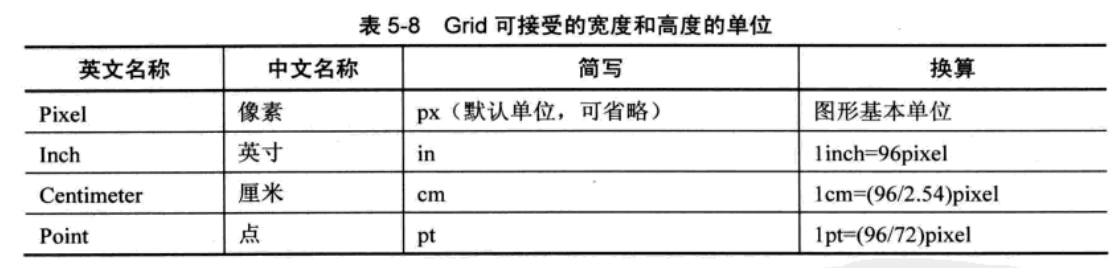 表 5-8 Grid 可接受的宽度和高度的单位
英文名称 中文名称 简写 换算
Pixel 像素 px（默认单位，可省略） 图形基本单位
Inch 英寸 in 1inch=96pixel
Centimeter 厘米 cm 1cm=(96/2.54)pixel
Point 点 pt 1pt=(96/72)pixel